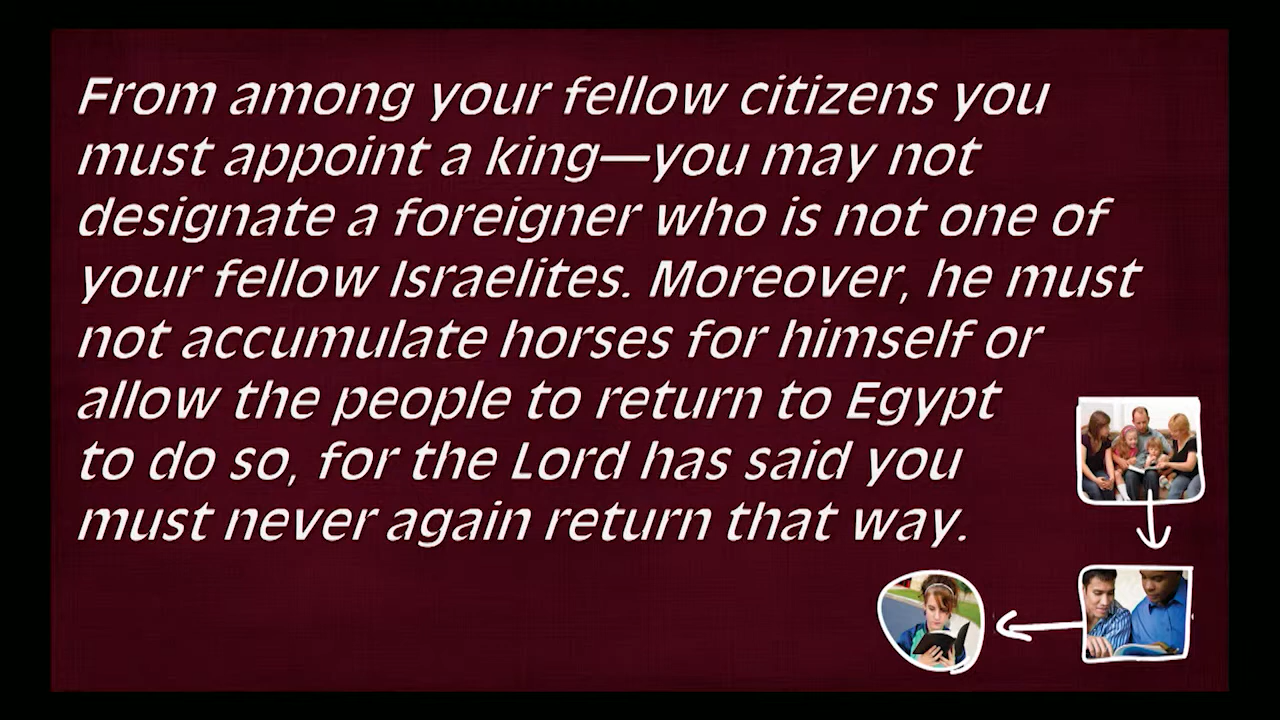 From among your fellow citizens you
must appoint a king—you may not
designate a foreigner who is not one of
your fellow Israelites. Moreover, he must
not accumulate horses for himself or
allow the people to return to Egypt
to do so, for the Lord has said you
must never again return that way.